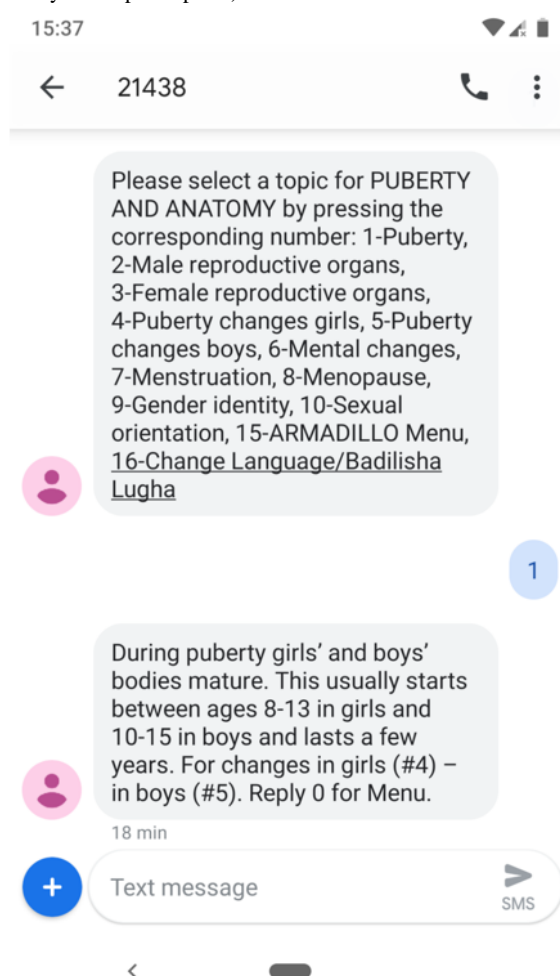 15:37
21438
Please select a topic for PUBERTY
AND ANATOMY by pressing the
corresponding number: 1-Puberty,
2-Male reproductive organs,
3-Female reproductive organs,
4-Puberty changes girls, 5-Puberty
changes boys, 6-Mental changes,
7-Menstruation, 8-Menopause,
9-Gender identity, 10-Sexual
orientation, 15-ARMADILLO Menu,
16-Change Language/Badilisha
Lugha
1
During puberty girls’ and boys’
bodies mature. This usually starts
between ages 8-13 in girls and
10-15 in boys and lasts a few
years. For changes in girls (#4) –
in boys (#5). Reply 0 for Menu.
18 min
Text message
SMS